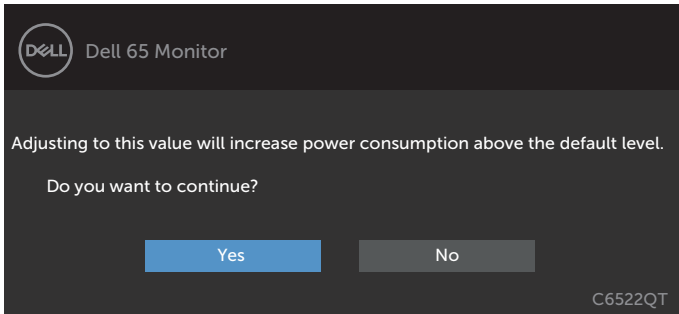 DELL
Dell 65 Monitor
Adjusting to this value will increase power consumption above the default level.
Do you want to continue?
Yes
No
C6522QT